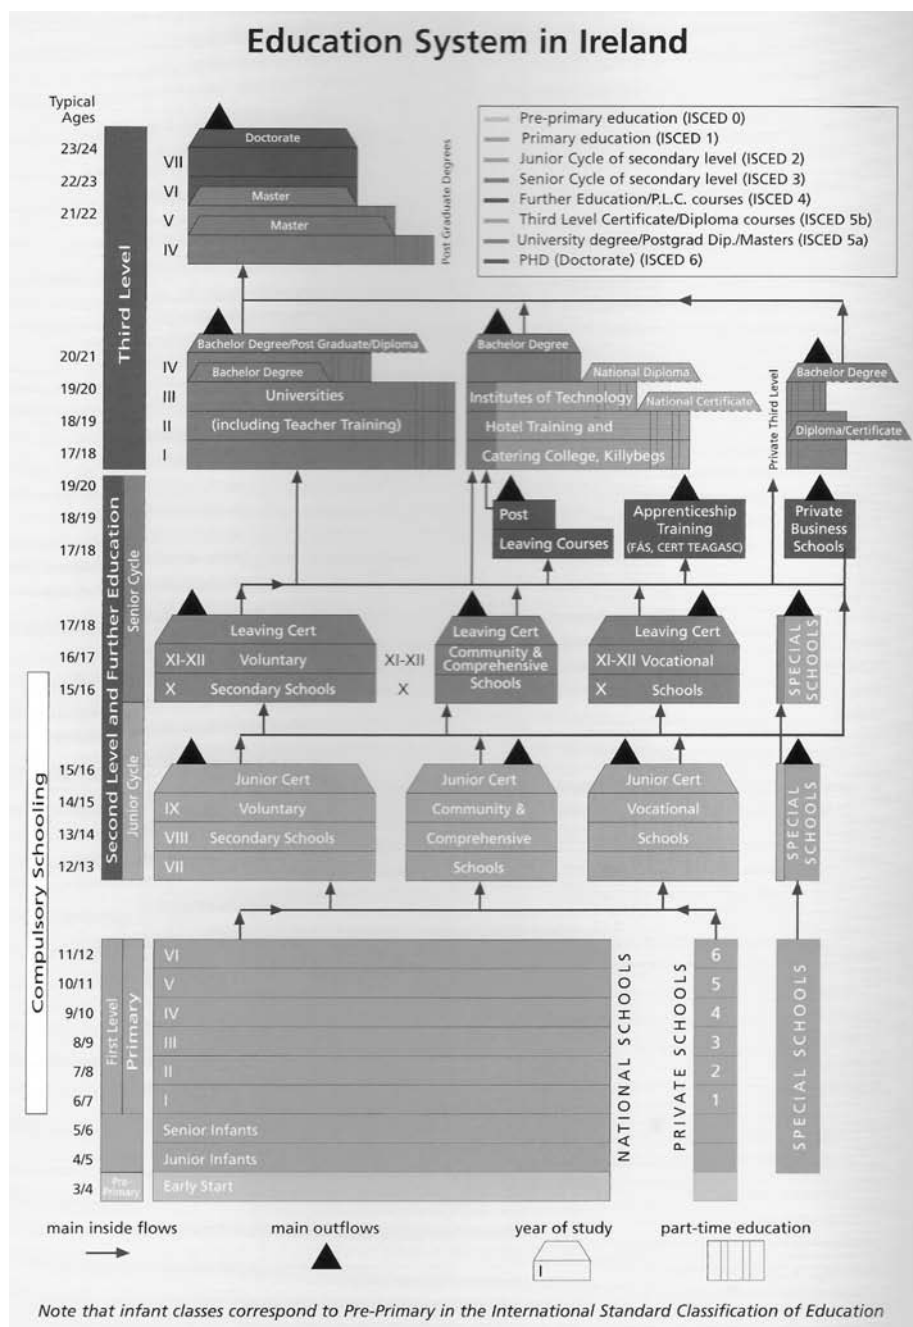 Education System in Ireland
Typical
Ages
Pre-primary education (ISCED 0)
Primary education (ISCED 1)
Junior Cycle of secondary level (ISCED 2)
Senior Cycle of secondary level (ISCED 3)
Further Education/P.L.C. courses (ISCED 4)
Third Level Certificate/Diploma courses (ISCED 5b)
University degree/Postgrad Dip./Masters (ISCED 5a)
PHD (Doctorate) (ISCED 6)
Third Level
23/24
22/23
21/22
Doctorate
VII
VI
Master
V
Master
IV
Post Graduate Degrees
20/21
19/20
18/19
17/18
Bachelor Degree/Post Graduate/Diploma
IV
Bachelor Degree
III
Universities
II
(including Teacher Training)
I
Bachelor Degree
National Diploma
Institutes of Technology
National Certificate
Hotel Training and
Catering College, Killybegs
Private Third Level
Bachelor Degree
Diploma/Certificate
Second Level and Further Education
Senior Cycle
19/20
18/19
17/18
Post
Leaving Courses
Apprenticeship
Training
(FÁS, CERT TEAGASC)
Private
Business
Schools
17/18
16/17
15/16
Leaving Cert
XI-XII Voluntary
X Secondary Schools
XI-XII
X
Leaving Cert
Community &
Comprehensive
Schools
Leaving Cert
XI-XII Vocational
X Schools
SPECIAL
SCHOOLS
Compulsory Schooling
Junior Cycle
15/16
14/15
13/14
12/13
Junior Cert
IX Voluntary
VIII Secondary Schools
VII
Junior Cert
Community &
Comprehensive
Schools
Junior Cert
Vocational
Schools
SPECIAL
SCHOOLS
First Level
Primary
11/12
10/11
9/10
8/9
7/8
6/7
5/6
4/5
3/4
Pre-
Primary
VI
V
IV
III
II
I
Senior Infants
Junior Infants
Early Start
NATIONAL SCHOOLS
PRIVATE SCHOOLS
6
5
4
3
2
1
SPECIAL SCHOOLS
main inside flows
main outflows
year of study
I
part-time education
Note that infant classes correspond to Pre-Primary in the International Standard Classification of Education